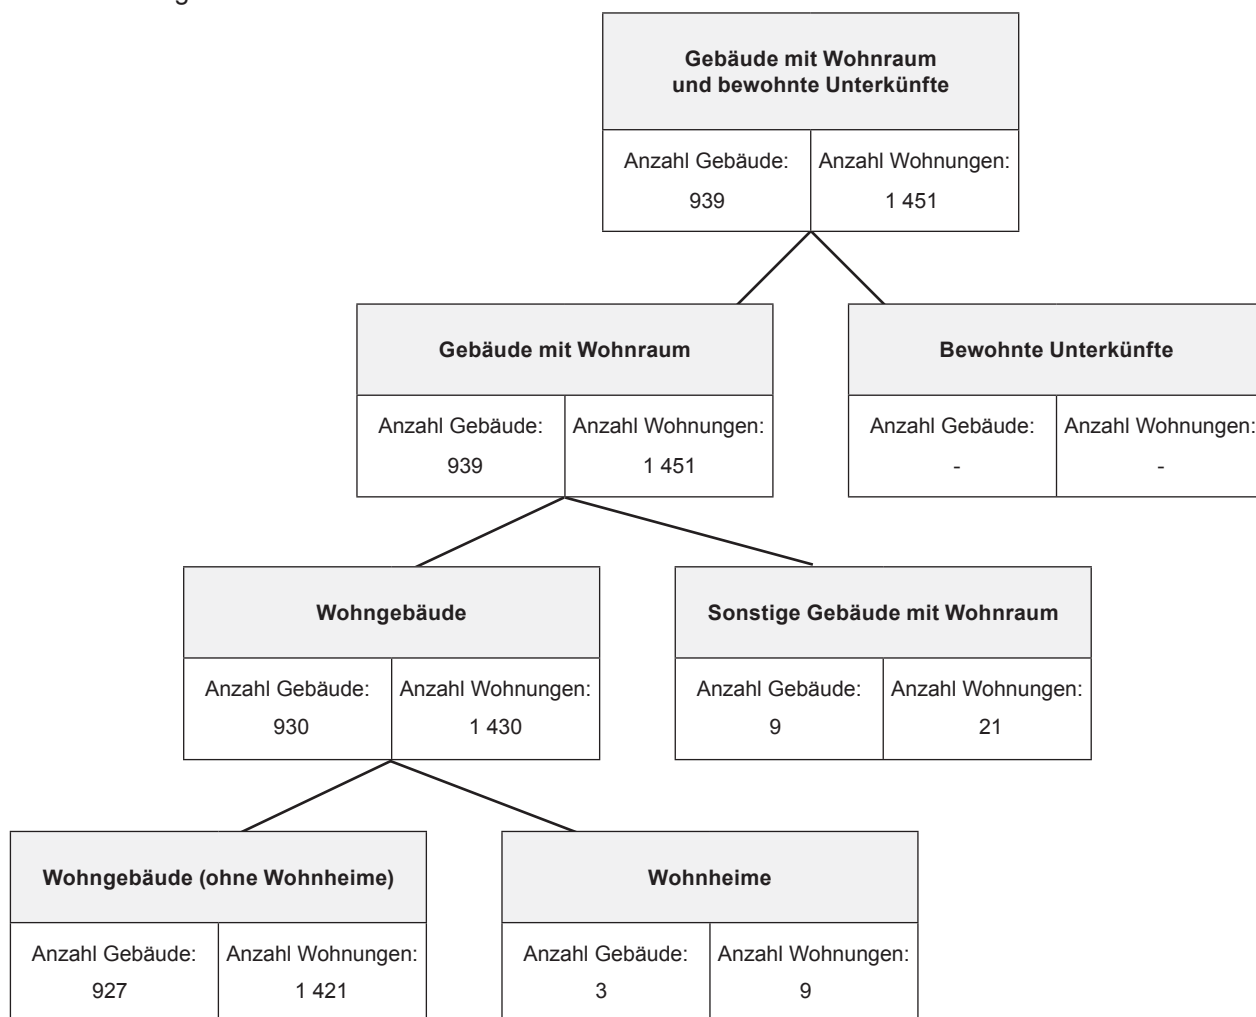 Gebäude mit Wohnraum
und bewohnte Unterkünfte
Anzahl Gebäude: Anzahl Wohnungen:
939 1 451
Gebäude mit Wohnraum
Anzahl Gebäude: Anzahl Wohnungen:
939 1 451
Bewohnte Unterkünfte
Anzahl Gebäude: Anzahl Wohnungen:
- -
Wohngebäude
Anzahl Gebäude: Anzahl Wohnungen:
930 1 430
Sonstige Gebäude mit Wohnraum
Anzahl Gebäude: Anzahl Wohnungen:
9 21
Wohngebäude (ohne Wohnheime)
Anzahl Gebäude: Anzahl Wohnungen:
927 1 421
Wohnheime
Anzahl Gebäude: Anzahl Wohnungen:
3 9